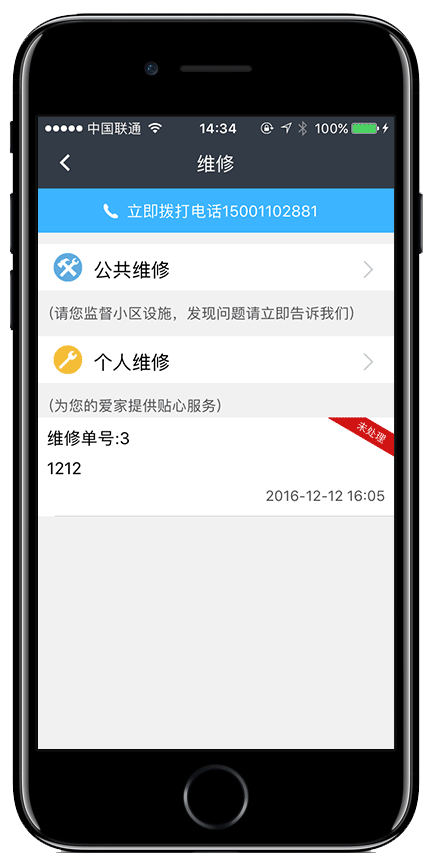 中国联通 14:34 100%
维修
立即拨打电话15001102881
公共维修
(请您监督小区设施，发现问题请立即告诉我们)
个人维修
(为您的爱家提供贴心服务)
维修单号:3
未处理
1212
2016-12-12 16:05